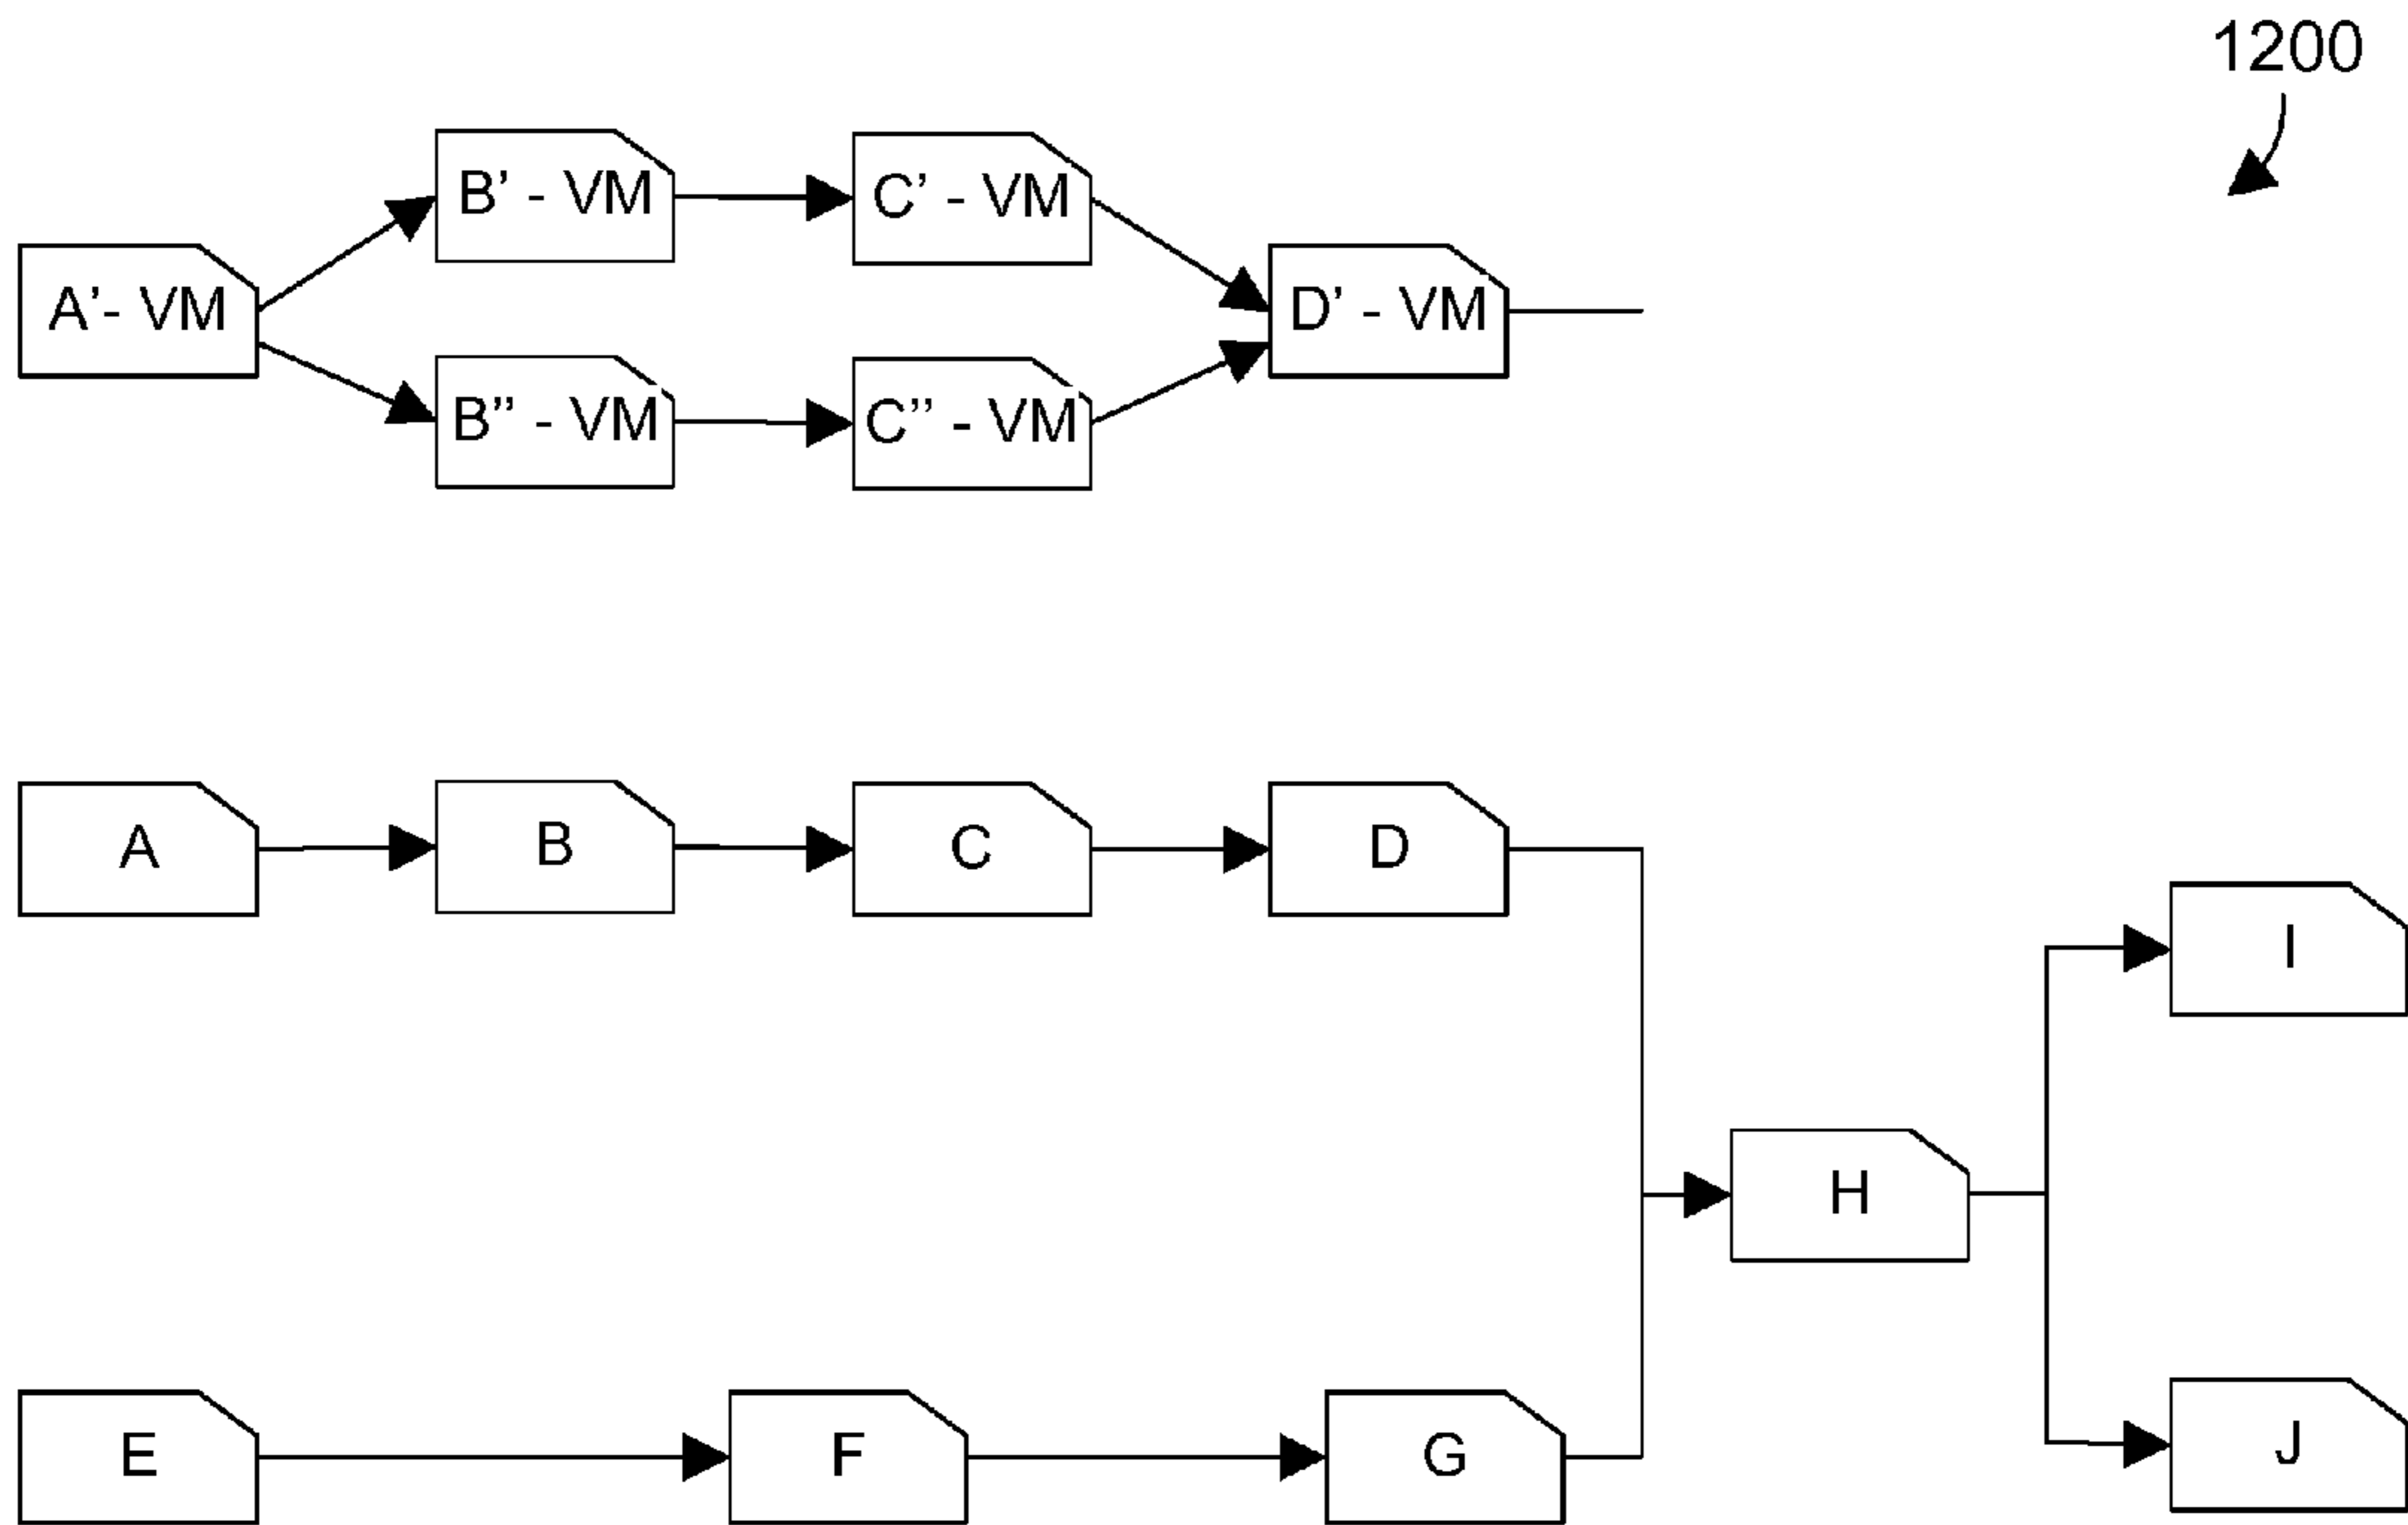 1200
B’ - VM
C’ - VM
A’- VM
D’ - VM
B” - VM
C” - VM
A
B
C
D
I
H
E
F
G
J